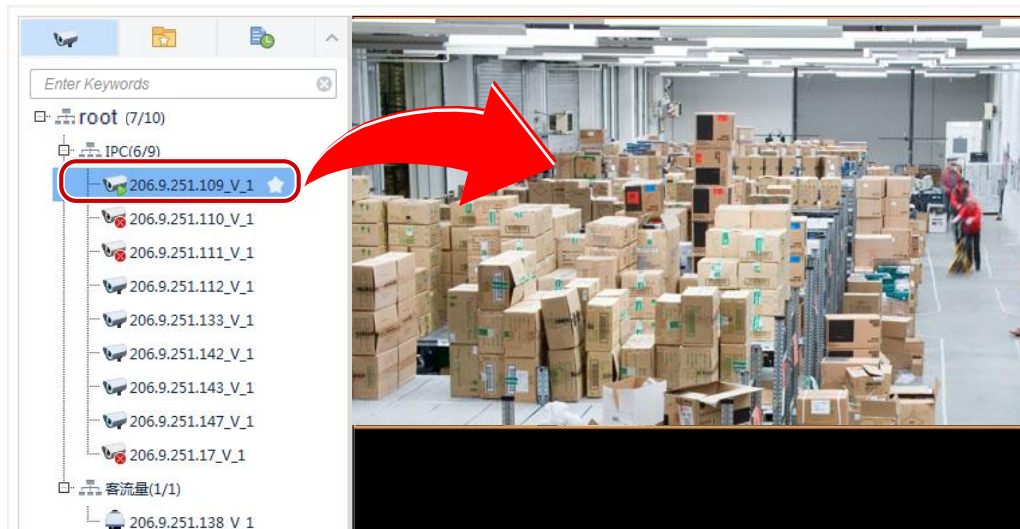 Enter Keywords
root (7/10)
IPC(6/9)
206.9.251.109_V_1
206.9.251.110_V_1
206.9.251.111_V_1
206.9.251.112_V_1
206.9.251.133_V_1
206.9.251.142_V_1
206.9.251.143_V_1
206.9.251.147_V_1
206.9.251.17_V_1
客流量(1/1)
206.9.251.138_V_1